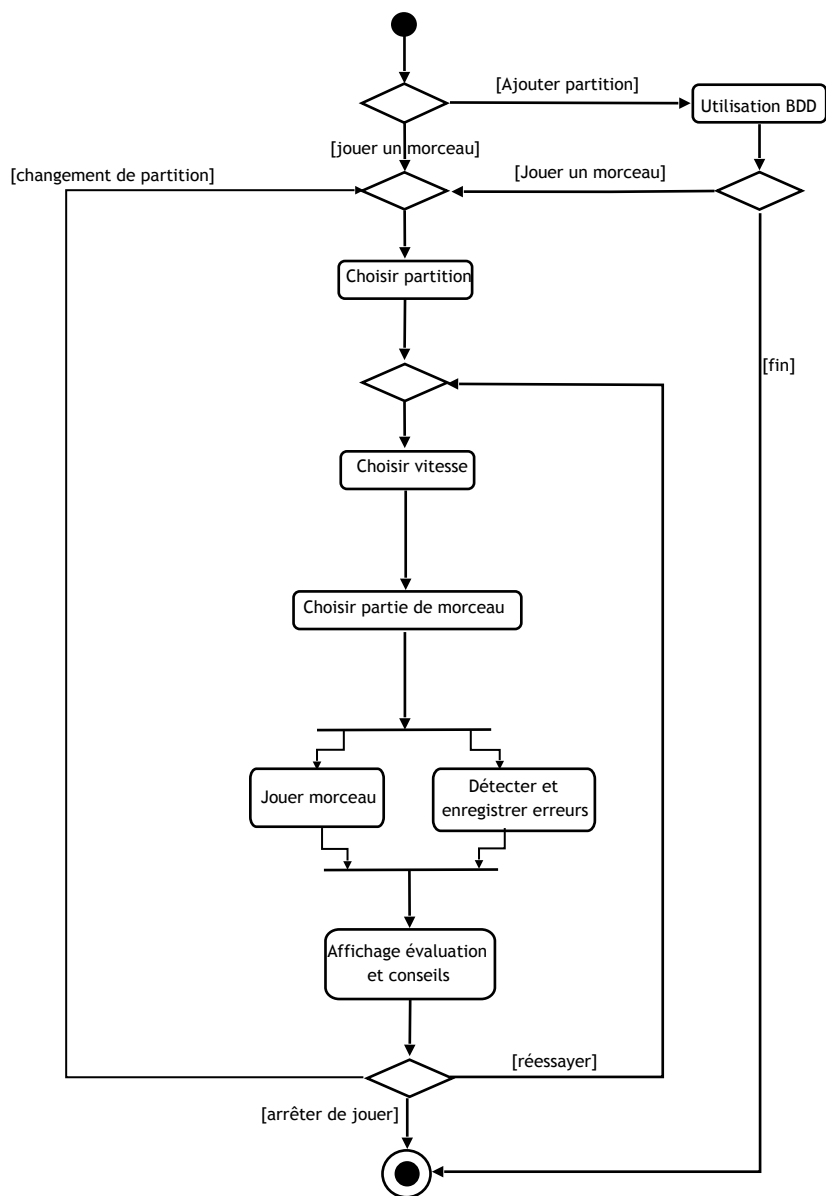 [Ajouter partition]
Utilisation BDD
[jouer un morceau]
[changement de partition]
[Jouer un morceau]
Choisir partition
[fin]
Choisir vitesse
Choisir partie de morceau
Jouer morceau
Détecter et
enregistrer erreurs
Affichage évaluation
et conseils
[réessayer]
[arrêter de jouer]